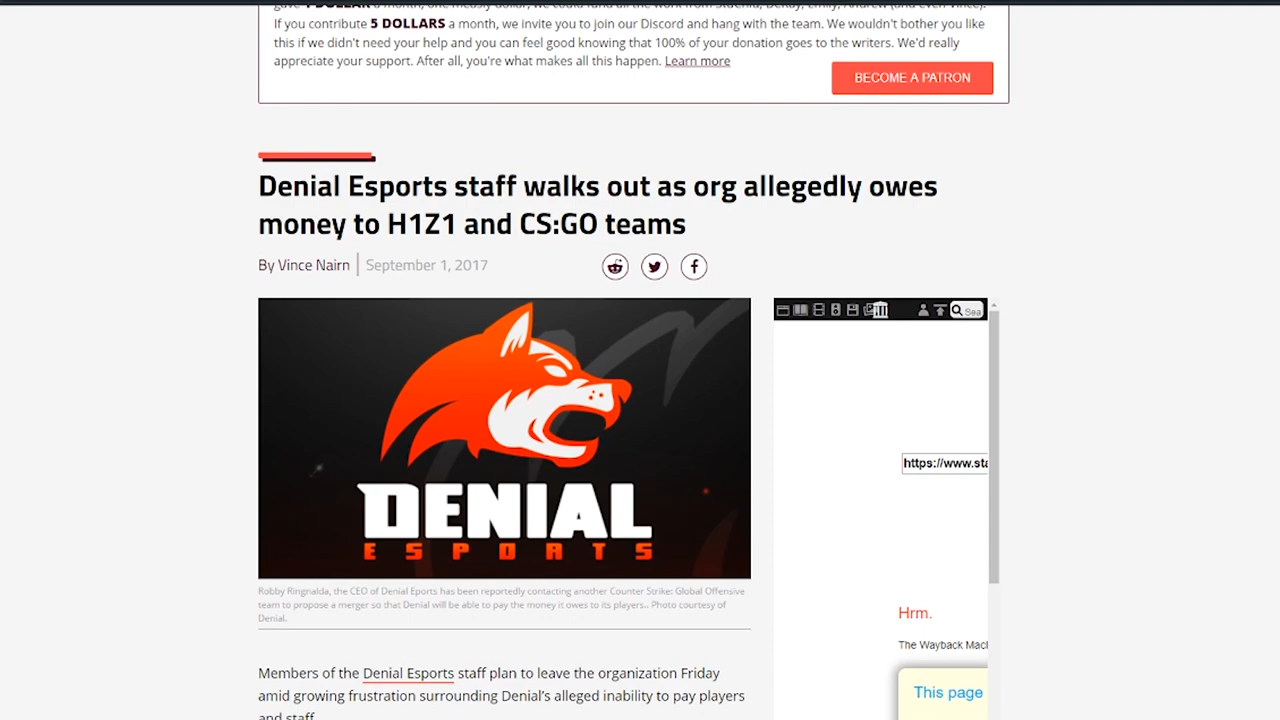 If you contribute 5 DOLLARS a month, we invite you to join our Discord and hang with the team. We wouldn't bother you like
this if we didn't need your help and you can feel good knowing that 100% of your donation goes to the writers. We'd really
appreciate your support. After all, you're what makes all this happen. Learn more
BECOME A PATRON
Denial Esports staff walks out as org allegedly owes
money to H1Z1 and CS:GO teams
By Vince Nairn
September 1, 2017
Sea
DENIAL
ESPORTS
https://www.sta
Robby Ringnalda, the CEO of Denial Eports has been reportedly contacting another Counter Strike: Global Offensive
team to propose a merger so that Denial will be able to pay the money it owes to its players.. Photo courtesy of
Denial.
Hrm.
The Wayback Mac
Members of the Denial Esports staff plan to leave the organization Friday
This page
amid growing frustration surrounding Denial's alleged inability to pay players
and staff.